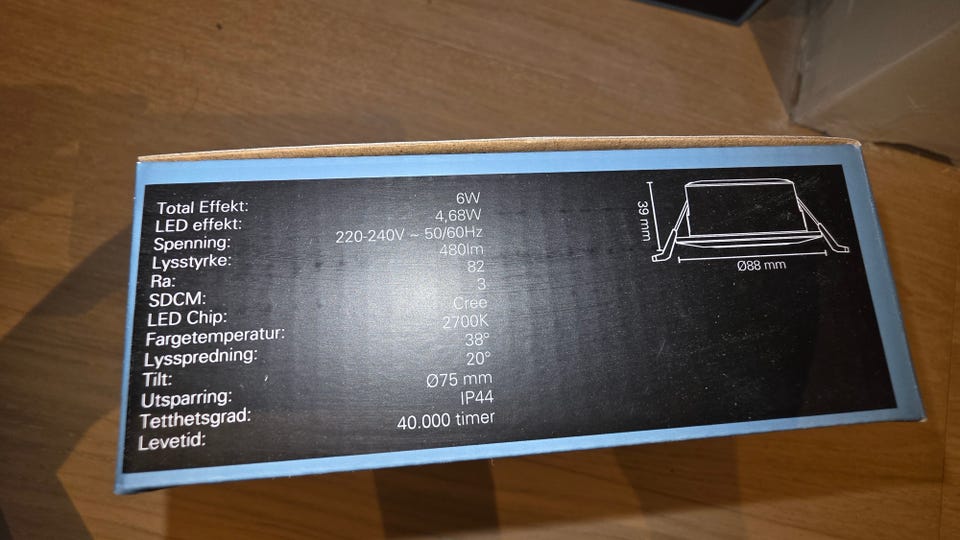 Total Effekt: 6W
LED effekt: 4,68W
Spenning: 220-240V ~ 50/60Hz
Lysstyrke: 480lm
Ra: 82
SDCM: 3
LED Chip: Cree
Fargetemperatur: 2700K
Lysspredning: 38°
Tilt: 20°
Utsparring: Ø75 mm
Tetthetsgrad: IP44
Levetid: 40.000 timer
39 mm
Ø88 mm